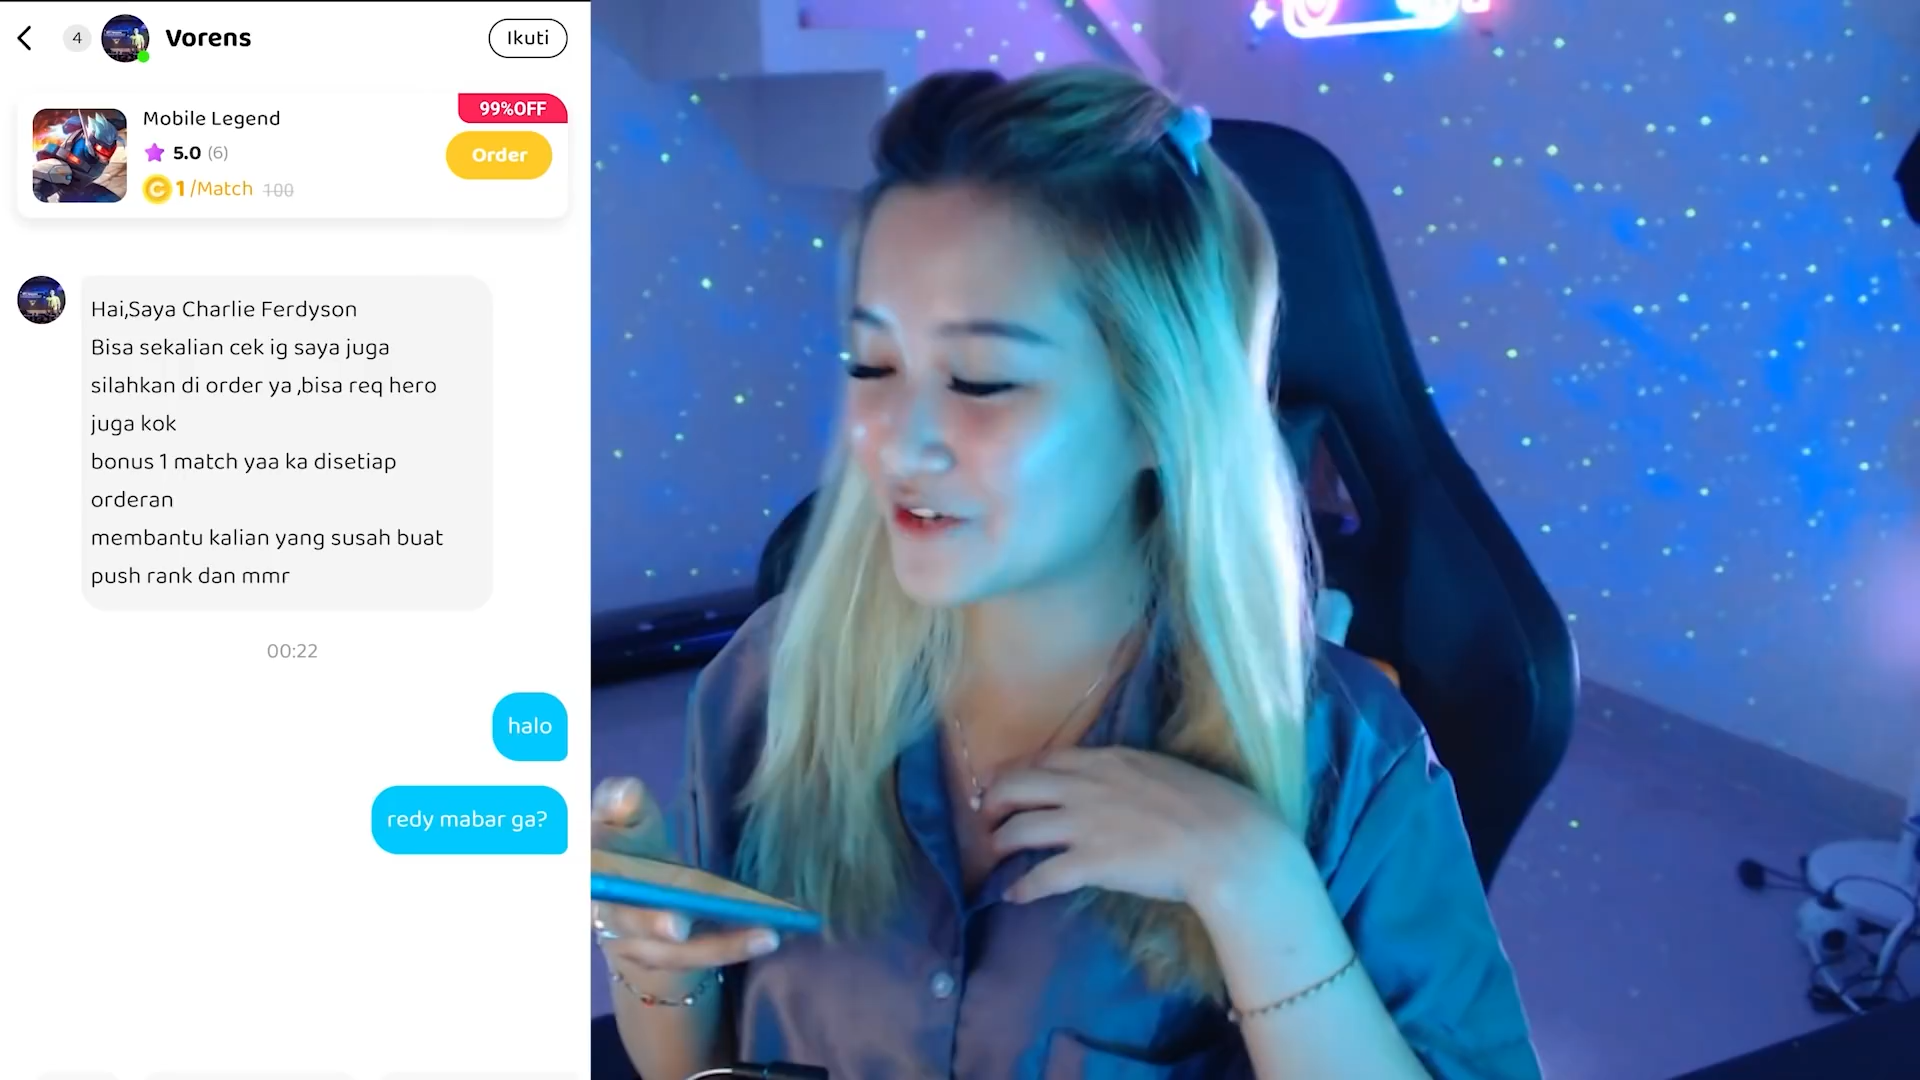 4
Vorens
Ikuti
Mobile Legend
99%OFF
5.0 (6)
Order
1 /Match 100
Hai,Saya Charlie Ferdyson
Bisa sekalian cek ig saya juga
silahkan di order ya ,bisa req hero
juga kok
bonus 1 match yaa ka disetiap
orderan
membantu kalian yang susah buat
push rank dan mmr
00:22
halo
redy mabar ga?